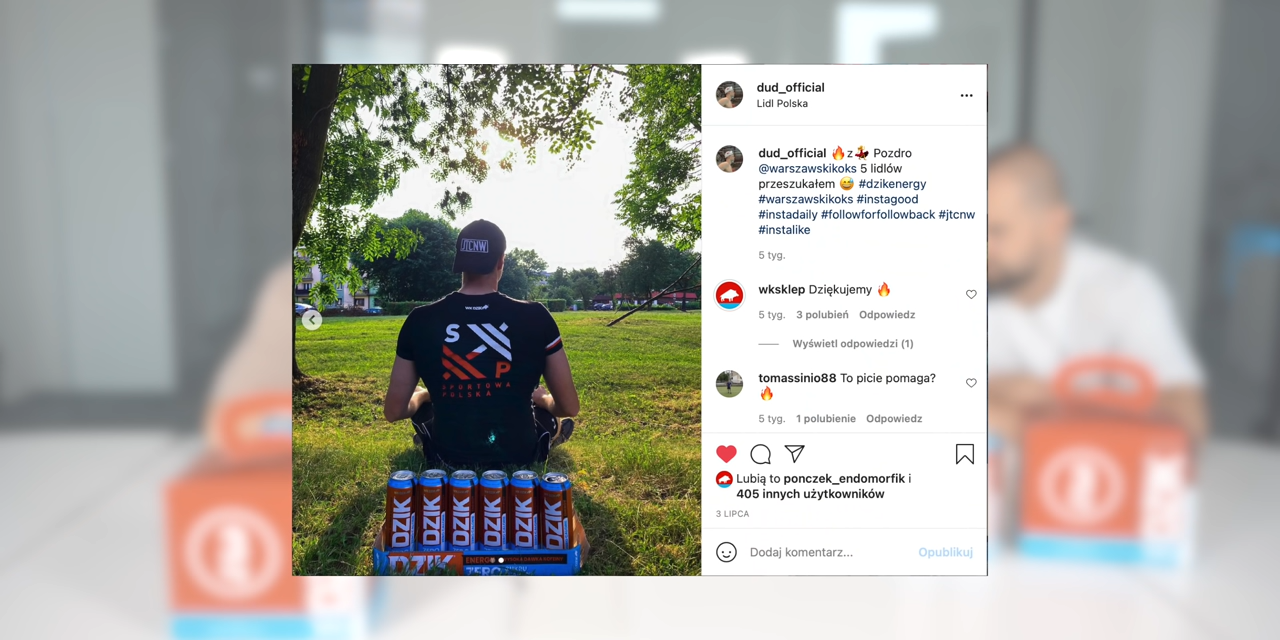 JTCNW
S
P
SPORTOWA
POLSKA
DZIK DZIK DZIK DZIK DZIK DZIK
DZIK ENERGY
ZERO
dud_official
Lidl Polska
dud_official 🔥z💃 Pozdro
@warszawskikoks 5 lidlów
przeszukałem 😅 #dzikenergy
#warszawskikoks #instagood
#instadaily #followforfollowback #jtcnw
#instalike
5 tyg.
wksklep Dziękujemy 🔥
5 tyg. 3 polubień Odpowiedz
Wyświetl odpowiedzi (1)
tomassinio88 To picie pomaga?
🔥
5 tyg. 1 polubienie Odpowiedz
Lubią to ponczek_endomorfik i
405 innych użytkowników
3 LIPCA
Dodaj komentarz... Opublikuj